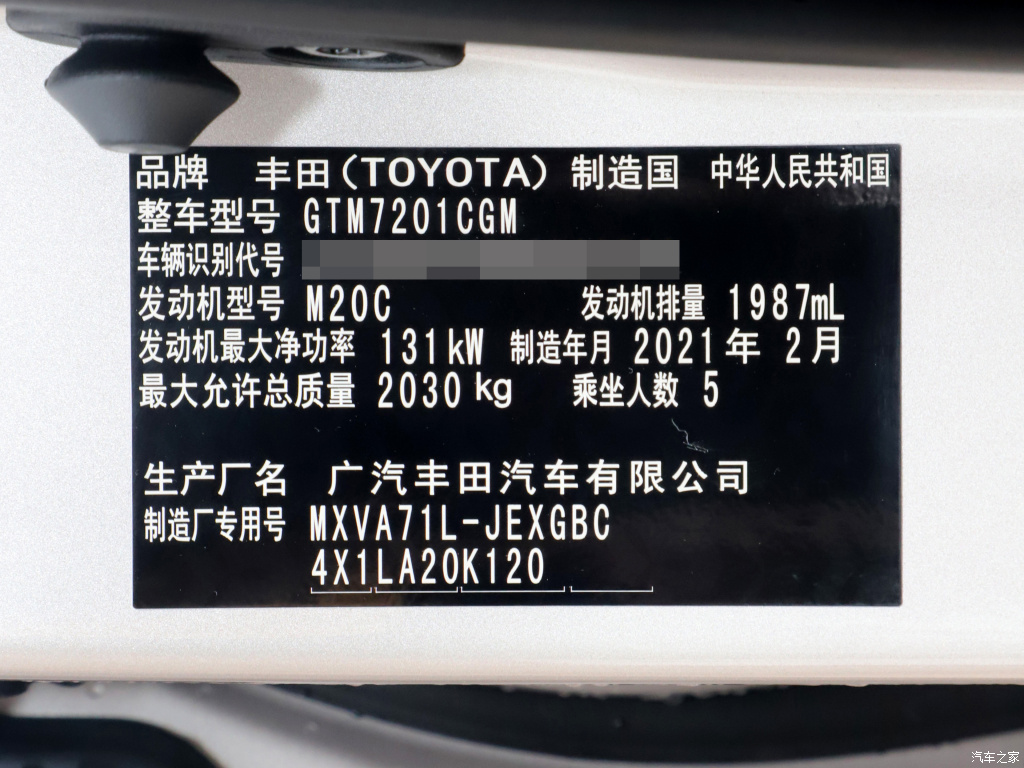 品牌 丰田(TOYOTA) 制造国 中华人民共和国
整车型号 GTM7201CGM
车辆识别代号
发动机型号 M20C 发动机排量 1987mL
发动机最大净功率 131kW 制造年月 2021年 2月
最大允许总质量 2030kg 乘坐人数 5
生产厂名 广汽丰田汽车有限公司
制造厂专用号 MXVA71L-JEXGBC
4X1LA20K120
汽车之家